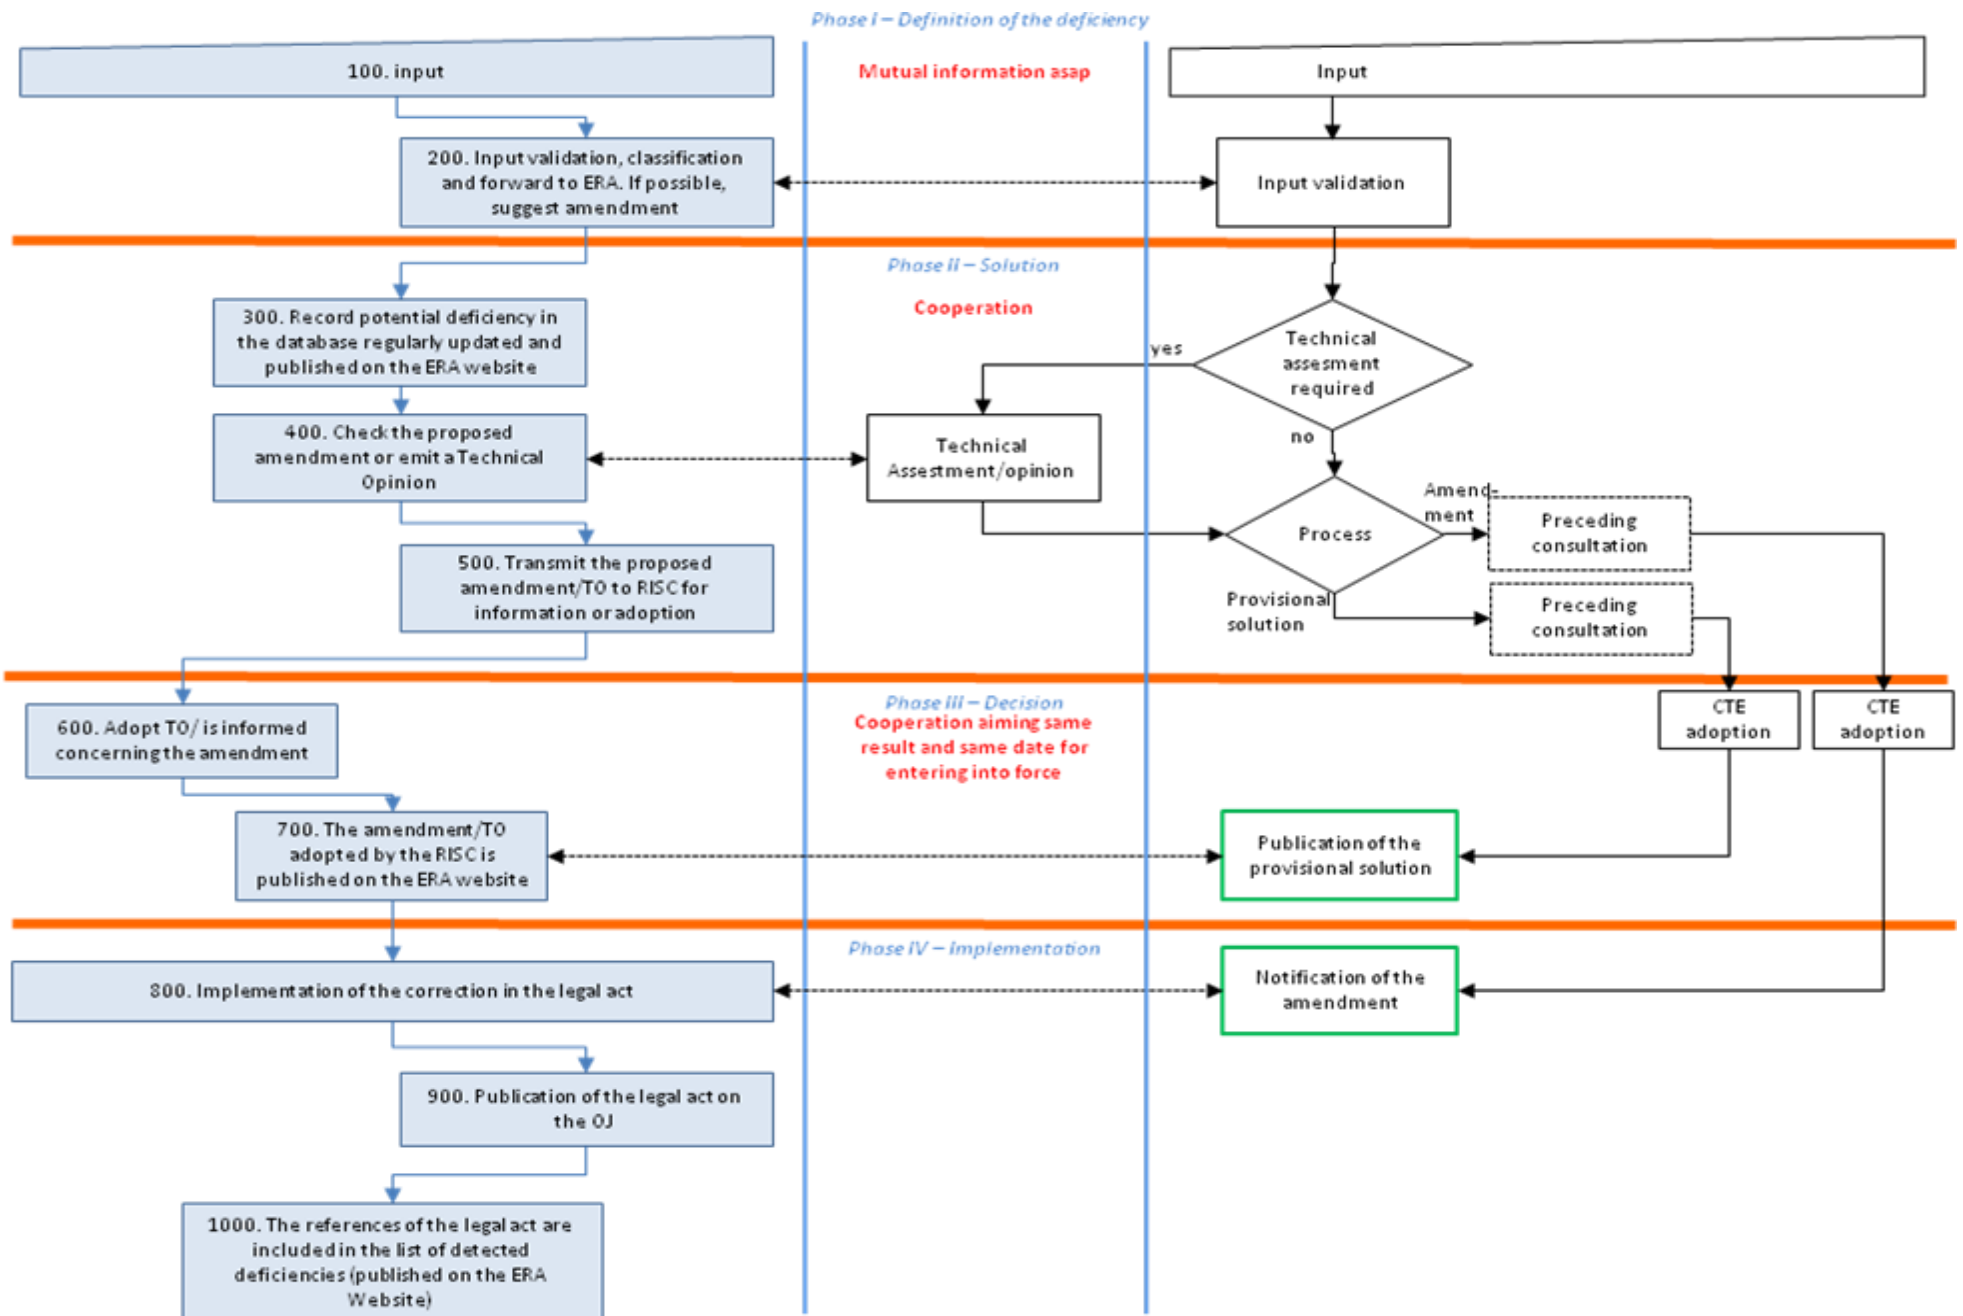 Phase I – Definition of the deficiency
100. input
Mutual information asap
Input
200. Input validation, classification
and forward to ERA. If possible,
suggest amendment
Input validation
Phase II – Solution
Cooperation
300. Record potential deficiency in
the database regularly updated and
published on the ERA website
Technical
assesment
required
yes
no
400. Check the proposed
amendment or emit a Technical
Opinion
Technical
Assestment/opinion
Process
Amend-
ment
Preceding
consultation
500. Transmit the proposed
amendment/TO to RISC for
information or adoption
Provisional
solution
Preceding
consultation
Phase III – Decision
Cooperation aiming same
result and same date for
entering into force
600. Adopt TO/ is informed
concerning the amendment
CTE
adoption
CTE
adoption
700. The amendment/TO
adopted by the RISC is
published on the ERA website
Publication of the
provisional solution
Phase IV – Implementation
800. Implementation of the correction in the legal act
Notification of the
amendment
900. Publication of the legal act on
the OJ
1000. The references of the legal act are
included in the list of detected
deficiencies (published on the ERA
Website)